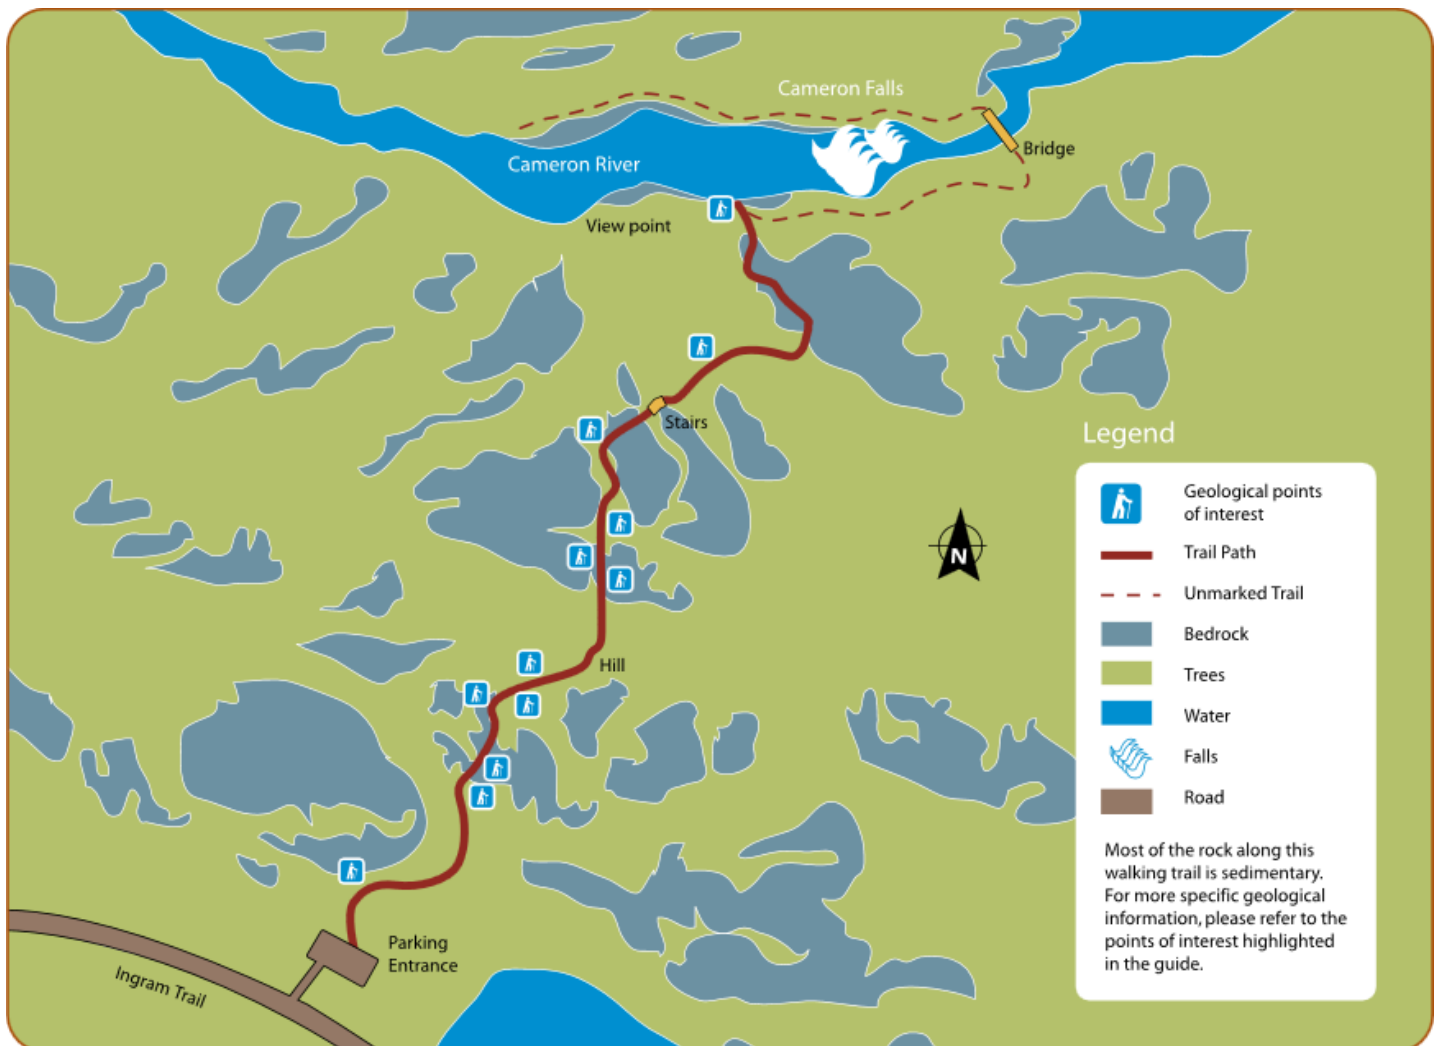 Cameron Falls
Bridge
Cameron River
View point
Stairs
Legend
Geological points
of interest
Trail Path
N
Unmarked Trail
Bedrock
Hill
Trees
Water
Falls
Road
Most of the rock along this
walking trail is sedimentary.
For more specific geological
information, please refer to the
points of interest highlighted
in the guide.
Parking
Entrance
Ingram Trail